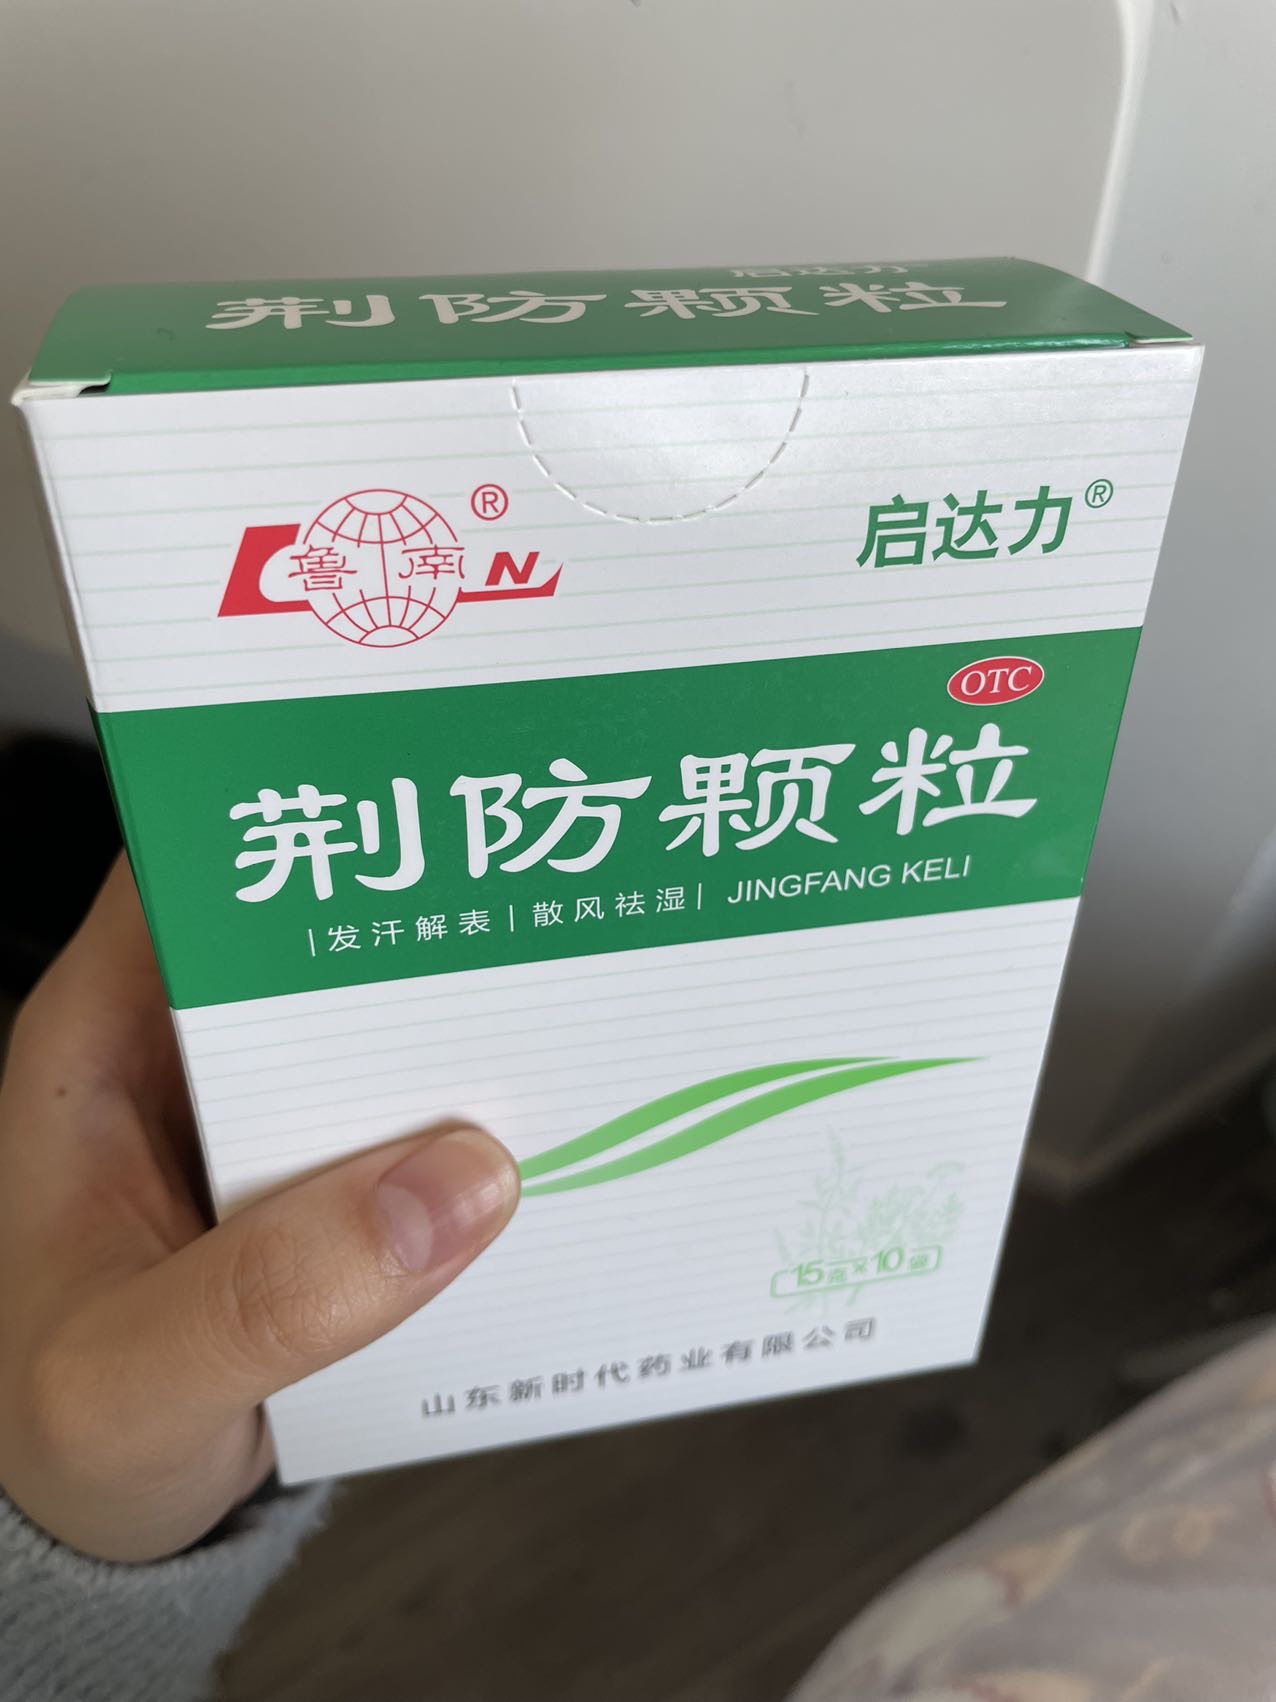 启达力
荆防颗粒
鲁南 N ®
启达力®
OTC
荆防颗粒
|发汗解表|散风祛湿| JINGFANG KELI
15克×10袋
山东新时代药业有限公司